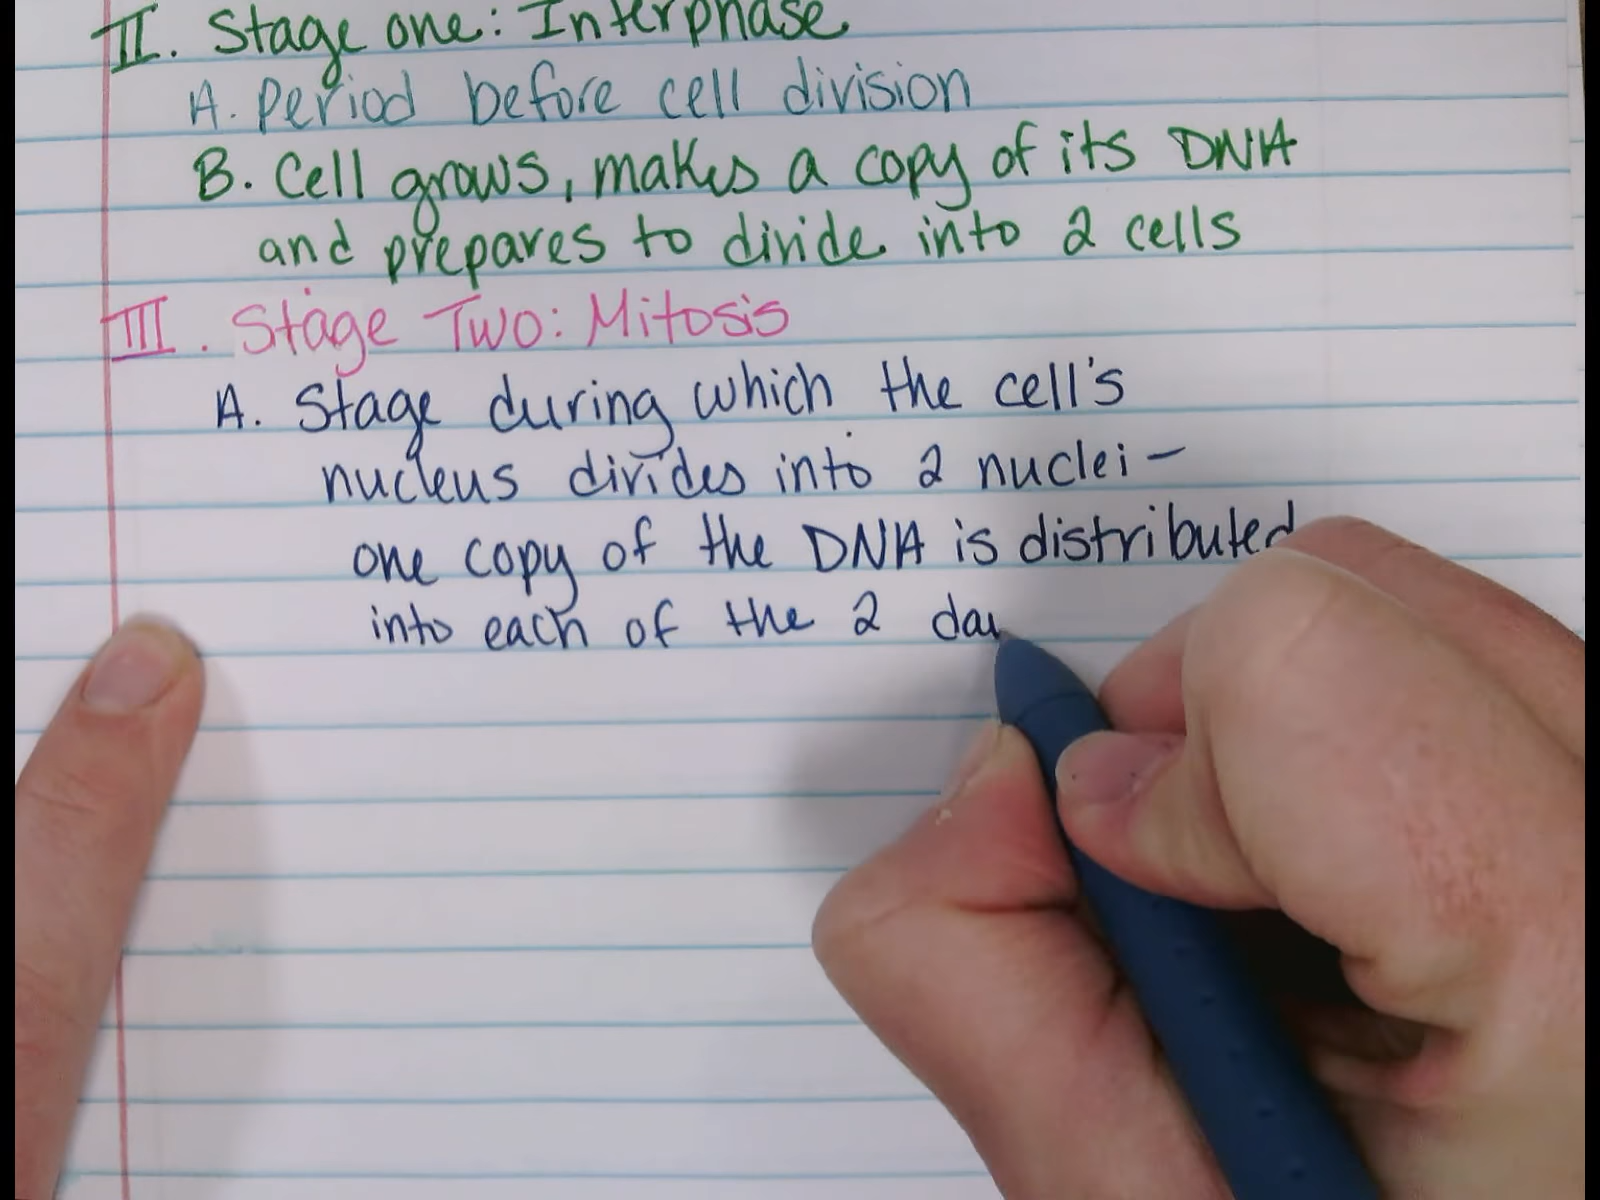 II. Stage one: Interphase
A. Period before cell division
B. Cell grows, makes a copy of its DNA
and prepares to divide into 2 cells
III. Stage Two: Mitosis
A. Stage during which the cell's
nucleus divides into 2 nuclei -
one copy of the DNA is distributed
into each of the 2 dau